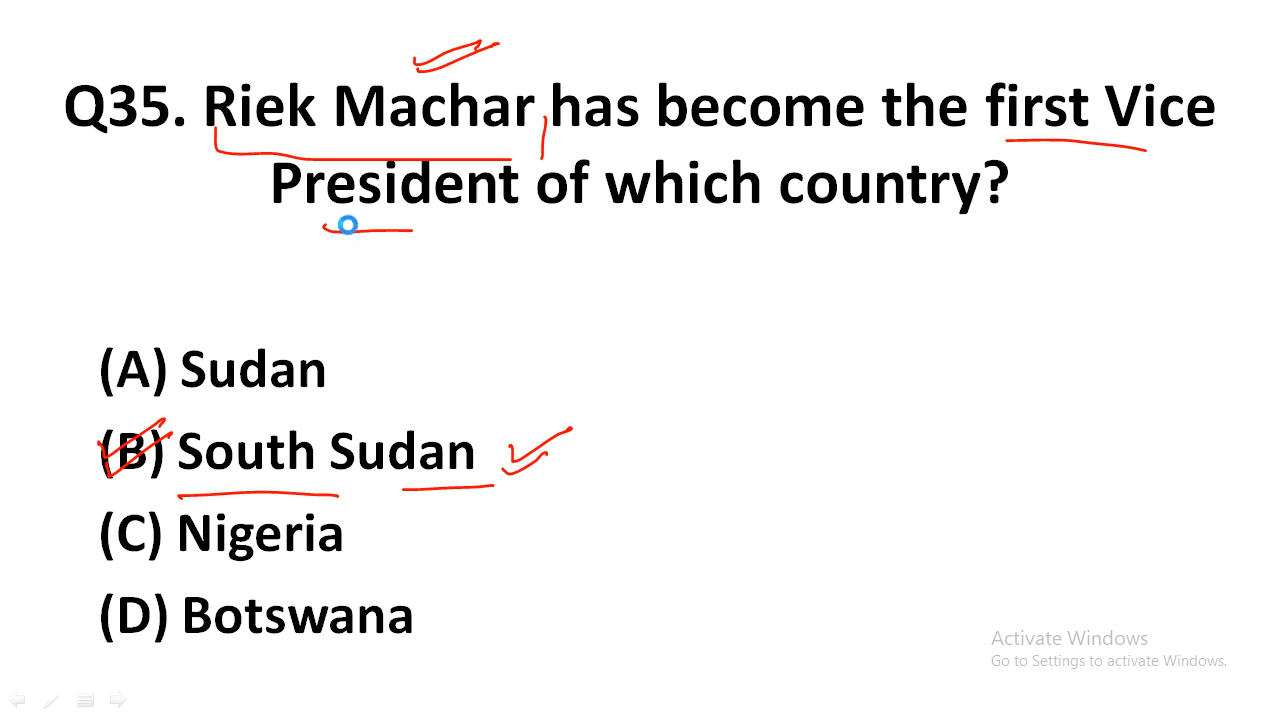 Q35. Riek Machar has become the first Vice
President of which country?
(A) Sudan
(B) South Sudan
(C) Nigeria
(D) Botswana
Activate Windows
Go to Settings to activate Windows.